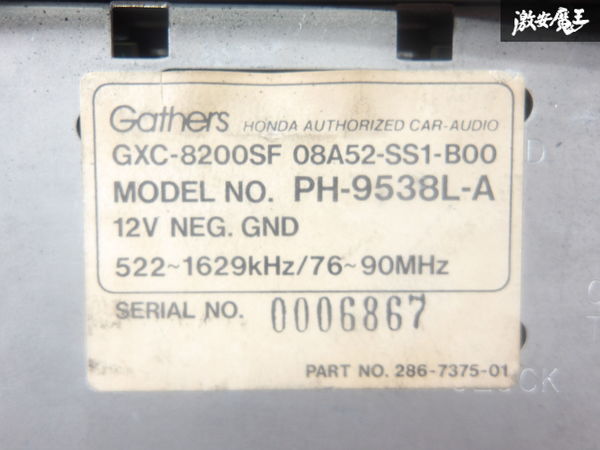 激安魔王
Gathers HONDA AUTHORIZED CAR-AUDIO
GXC-8200SF 08A52-SS1-B00
MODEL NO. PH-9538L-A
12V NEG. GND
522~1629kHz/76~90MHz
SERIAL NO. 0006867
PART NO. 286-7375-01